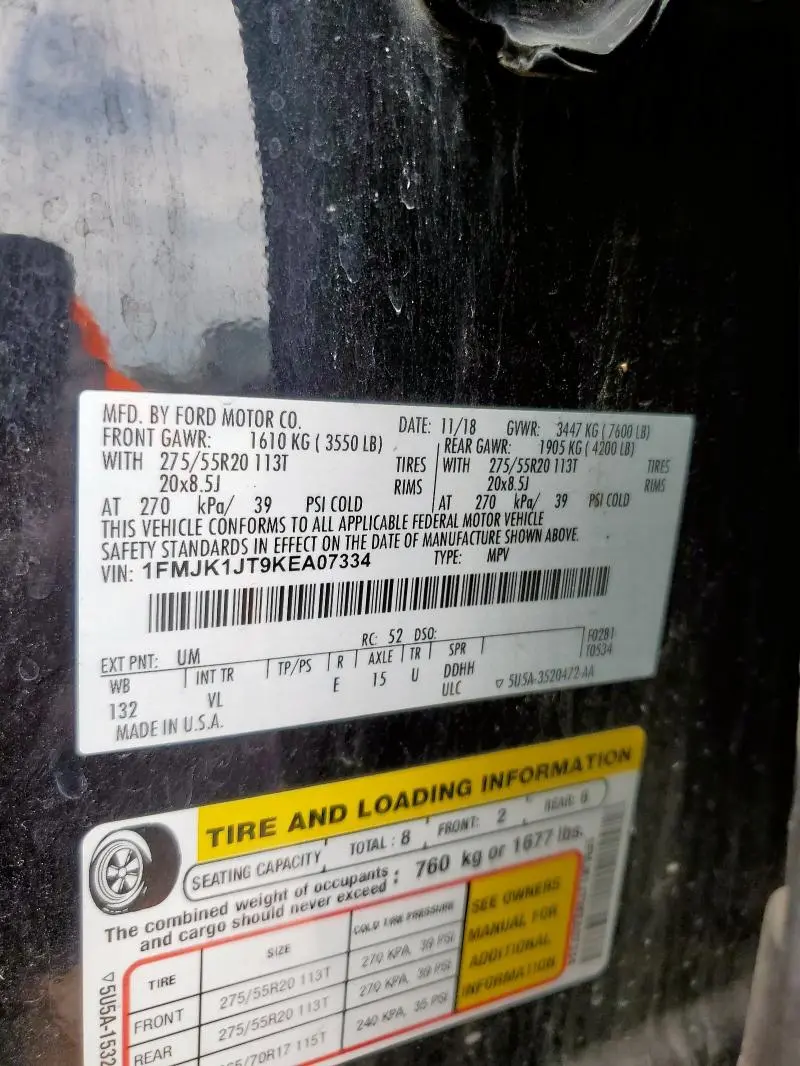 MFD. BY FORD MOTOR CO. DATE: 11/18 GVWR: 3447 KG ( 7600 LB)
FRONT GAWR: 1610 KG ( 3550 LB) REAR GAWR: 1905 KG ( 4200 LB)
WITH 275/55R20 113T TIRES WITH 275/55R20 113T TIRES
20x8.5J RIMS 20x8.5J RIMS
AT 270 kPa/ 39 PSI COLD AT 270 kPa/ 39 PSI COLD
THIS VEHICLE CONFORMS TO ALL APPLICABLE FEDERAL MOTOR VEHICLE
SAFETY STANDARDS IN EFFECT ON THE DATE OF MANUFACTURE SHOWN ABOVE.
VIN: 1FMJK1JT9KEA07334 TYPE: MPV
EXT PNT: UM RC: 52 DSO: F0281
T0534
WB INT TR TP/PS R AXLE TR SPR
132 VL E 15 U DDHH
ULC ▽ 5U5A-3520472-AA
MADE IN U.S.A.
TIRE AND LOADING INFORMATION
SEATING CAPACITY TOTAL : 8 FRONT: 2 REAR: 6
The combined weight of occupants : 760 kg or 1677 lbs.
and cargo should never exceed
TIRE SIZE COLD TIRE PRESSURE SEE OWNERS
MANUAL FOR
ADDITIONAL
INFORMATION
FRONT 275/55R20 113T 270 KPA, 39 PSI
REAR 275/55R20 113T 270 KPA, 39 PSI
/70R17 115T 240 KPA, 35 PSI
▽5U5A-1532